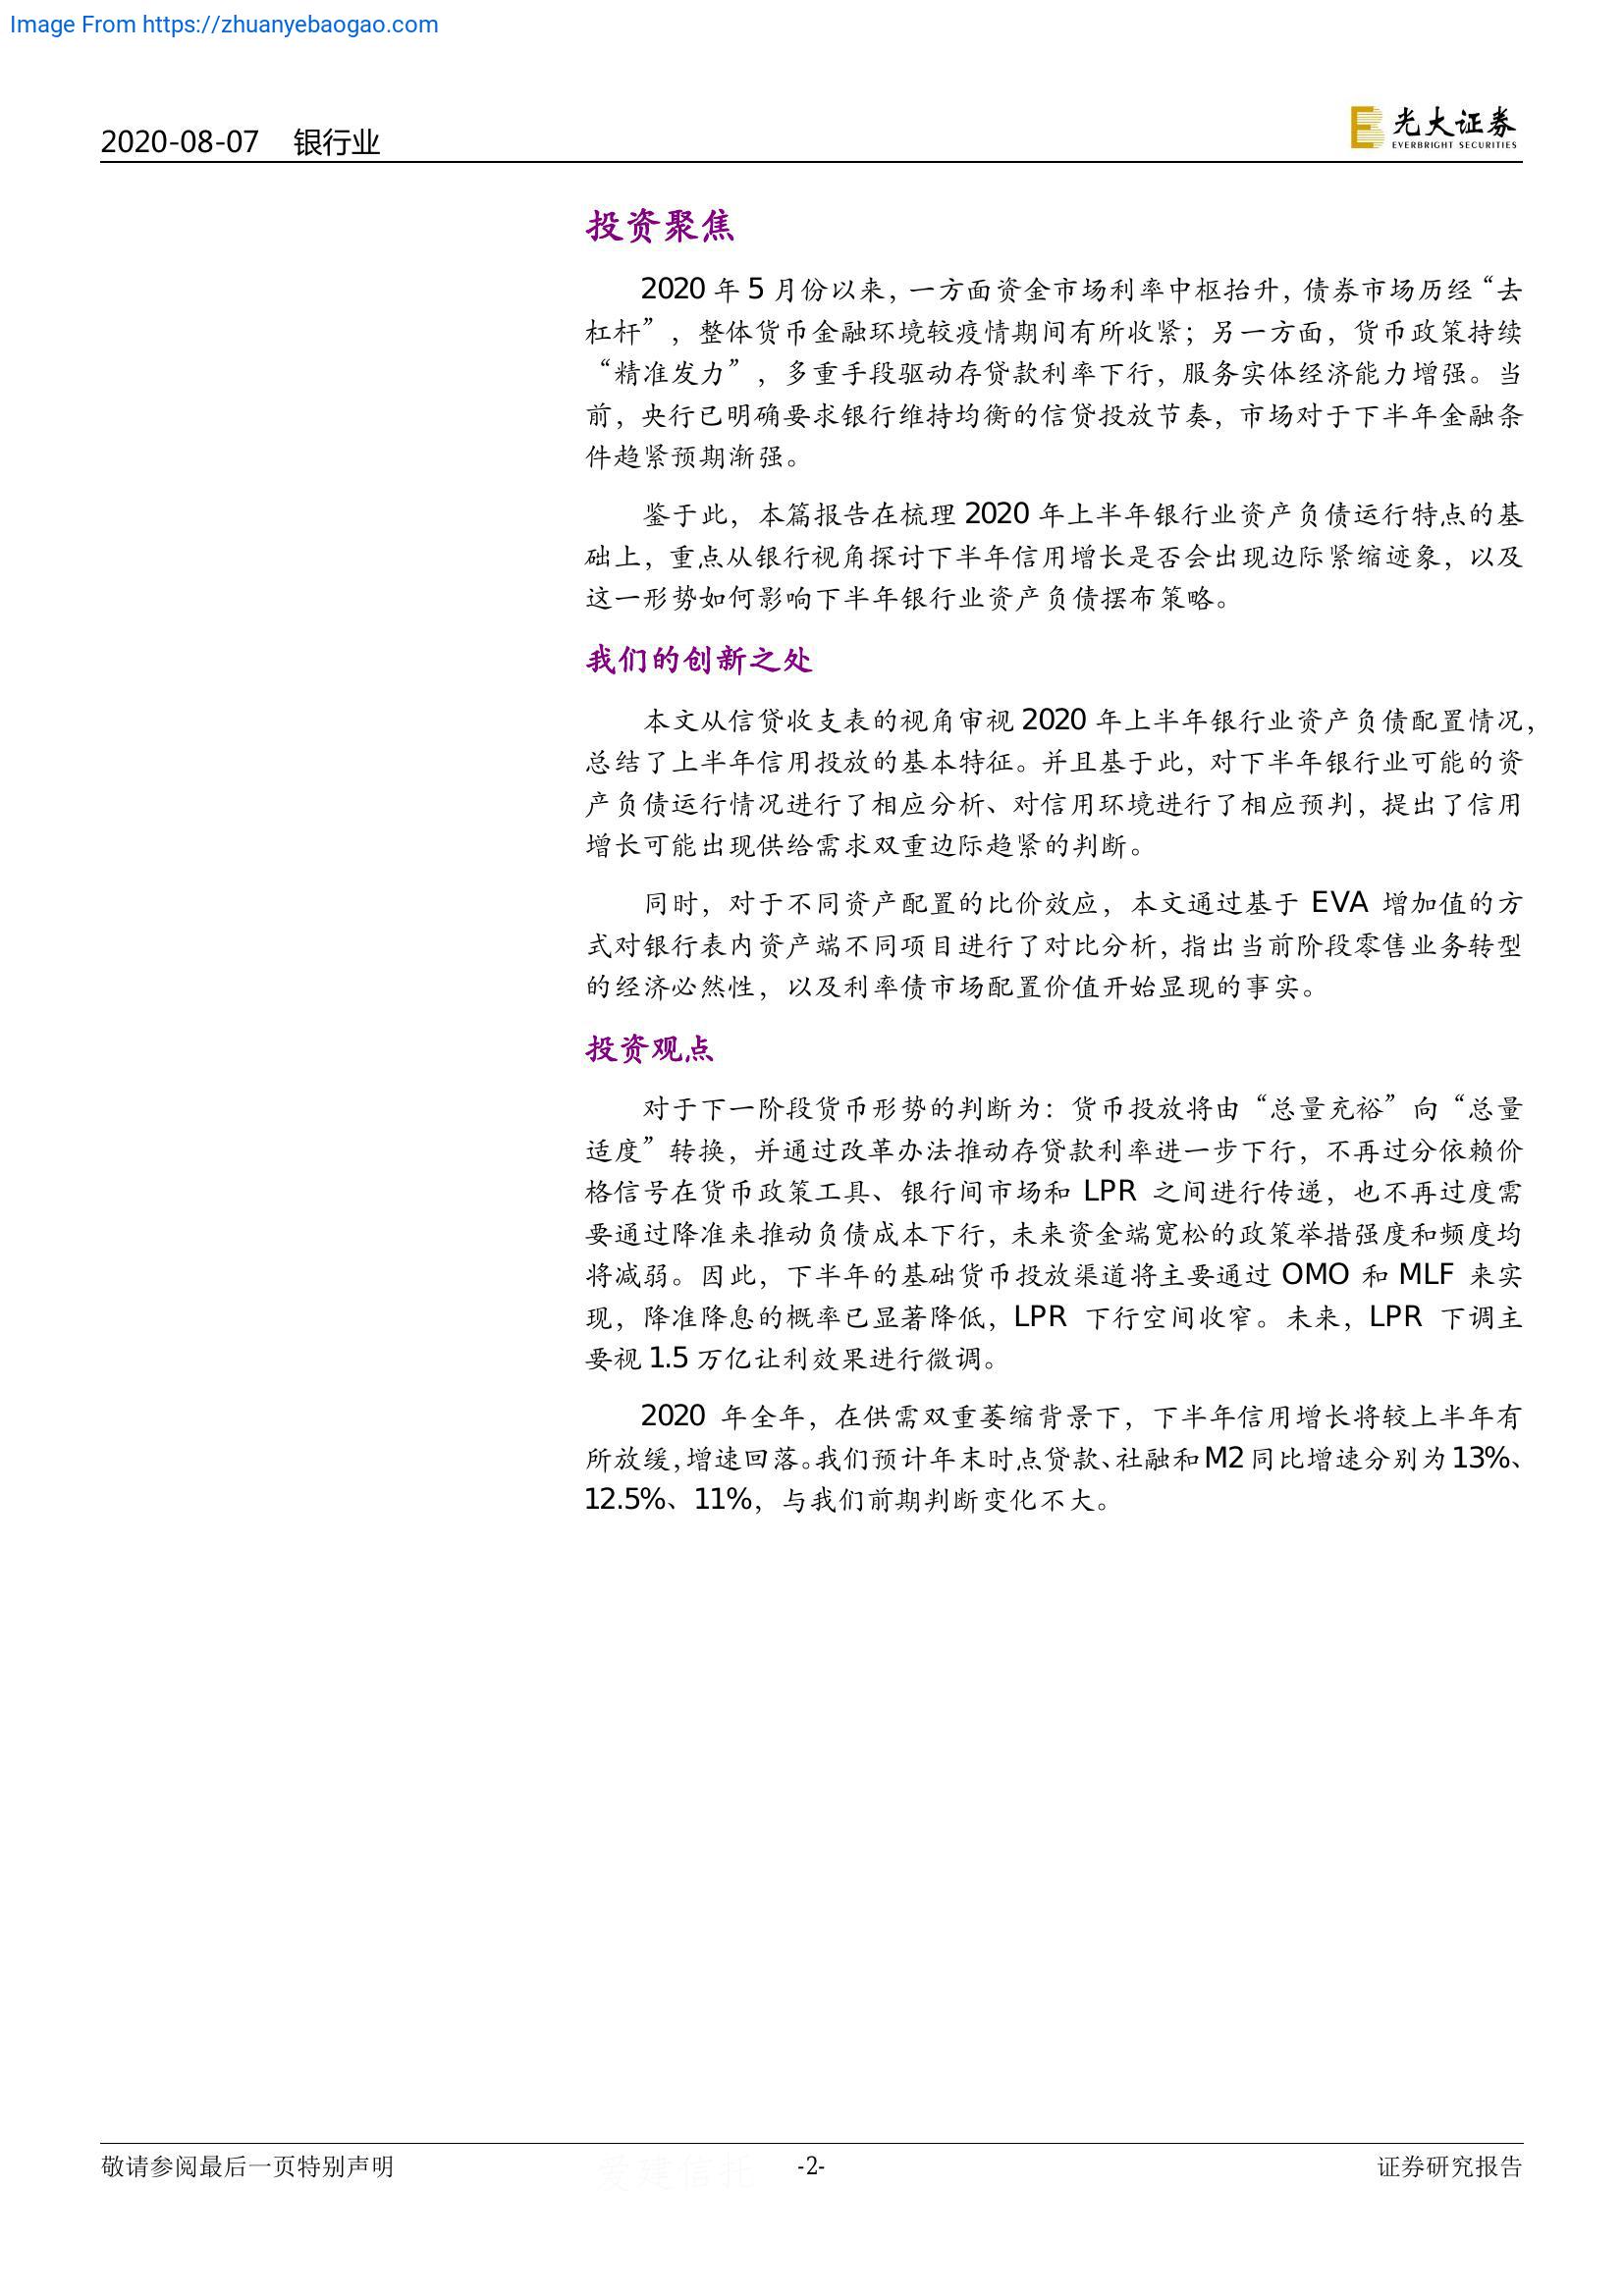 Image From https://zhuanyebaogao.com
2020-08-07 银行业
光大证券
EVERBRIGHT SECURITIES
投资聚焦
2020 年 5 月份以来，一方面资金市场利率中枢抬升，债券市场历经“去
杠杆”，整体货币金融环境较疫情期间有所收紧；另一方面，货币政策持续
“精准发力”，多重手段驱动存贷款利率下行，服务实体经济能力增强。当
前，央行已明确要求银行维持均衡的信贷投放节奏，市场对于下半年金融条
件趋紧预期渐强。
鉴于此，本篇报告在梳理 2020 年上半年银行业资产负债运行特点的基
础上，重点从银行视角探讨下半年信用增长是否会出现边际紧缩迹象，以及
这一形势如何影响下半年银行业资产负债摆布策略。
我们的创新之处
本文从信贷收支表的视角审视 2020 年上半年银行业资产负债配置情况，
总结了上半年信用投放的基本特征。并且基于此，对下半年银行业可能的资
产负债运行情况进行了相应分析、对信用环境进行了相应预判，提出了信用
增长可能出现供给需求双重边际趋紧的判断。
同时，对于不同资产配置的比价效应，本文通过基于 EVA 增加值的方
式对银行表内资产端不同项目进行了对比分析，指出当前阶段零售业务转型
的经济必然性，以及利率债市场配置价值开始显现的事实。
投资观点
对于下一阶段货币形势的判断为：货币投放将由“总量充裕”向“总量
适度”转换，并通过改革办法推动存贷款利率进一步下行，不再过分依赖价
格信号在货币政策工具、银行间市场和 LPR 之间进行传递，也不再过度需
要通过降准来推动负债成本下行，未来资金端宽松的政策举措强度和频度均
将减弱。因此，下半年的基础货币投放渠道将主要通过 OMO 和 MLF 来实
现，降准降息的概率已显著降低，LPR 下行空间收窄。未来，LPR 下调主
要视 1.5 万亿让利效果进行微调。
2020 年全年，在供需双重萎缩背景下，下半年信用增长将较上半年有
所放缓，增速回落。我们预计年末时点贷款、社融和 M2 同比增速分别为 13%、
12.5%、11%，与我们前期判断变化不大。
敬请参阅最后一页特别声明 -2- 证券研究报告